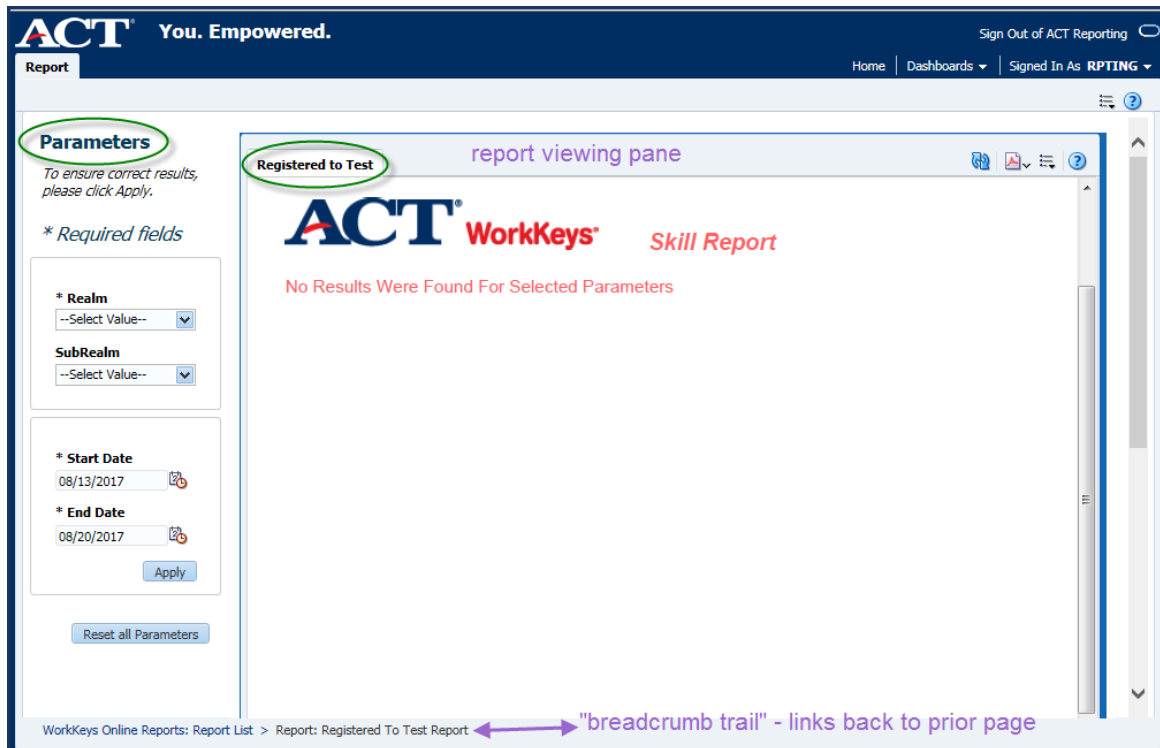 ACT® You. Empowered.
Sign Out of ACT Reporting
Report
Home Dashboards Signed In As RPTING
Parameters
To ensure correct results,
please click Apply.
* Required fields
* Realm
--Select Value--
SubRealm
--Select Value--
* Start Date
08/13/2017
* End Date
08/20/2017
Apply
Reset all Parameters
Registered to Test
report viewing pane
ACT® WorkKeys® Skill Report
No Results Were Found For Selected Parameters
WorkKeys Online Reports: Report List > Report: Registered To Test Report
"breadcrumb trail" - links back to prior page